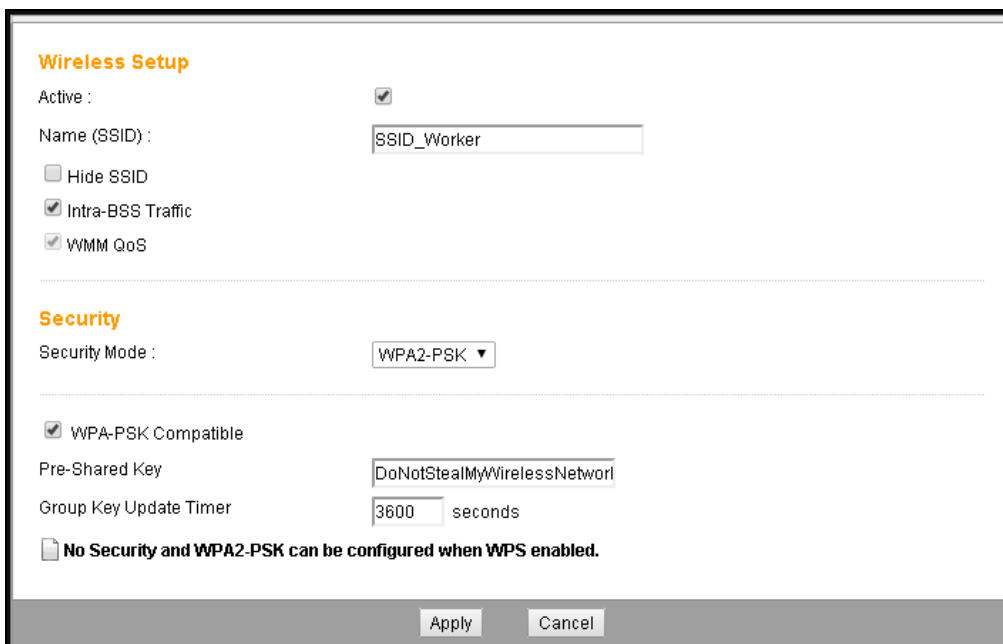 Wireless Setup
Active :
Name (SSID) : SSID_Worker
Hide SSID
Intra-BSS Traffic
WMM QoS
Security
Security Mode : WPA2-PSK
WPA-PSK Compatible
Pre-Shared Key
Group Key Update Timer 3600 seconds
No Security and WPA2-PSK can be configured when WPS enabled.
Apply Cancel